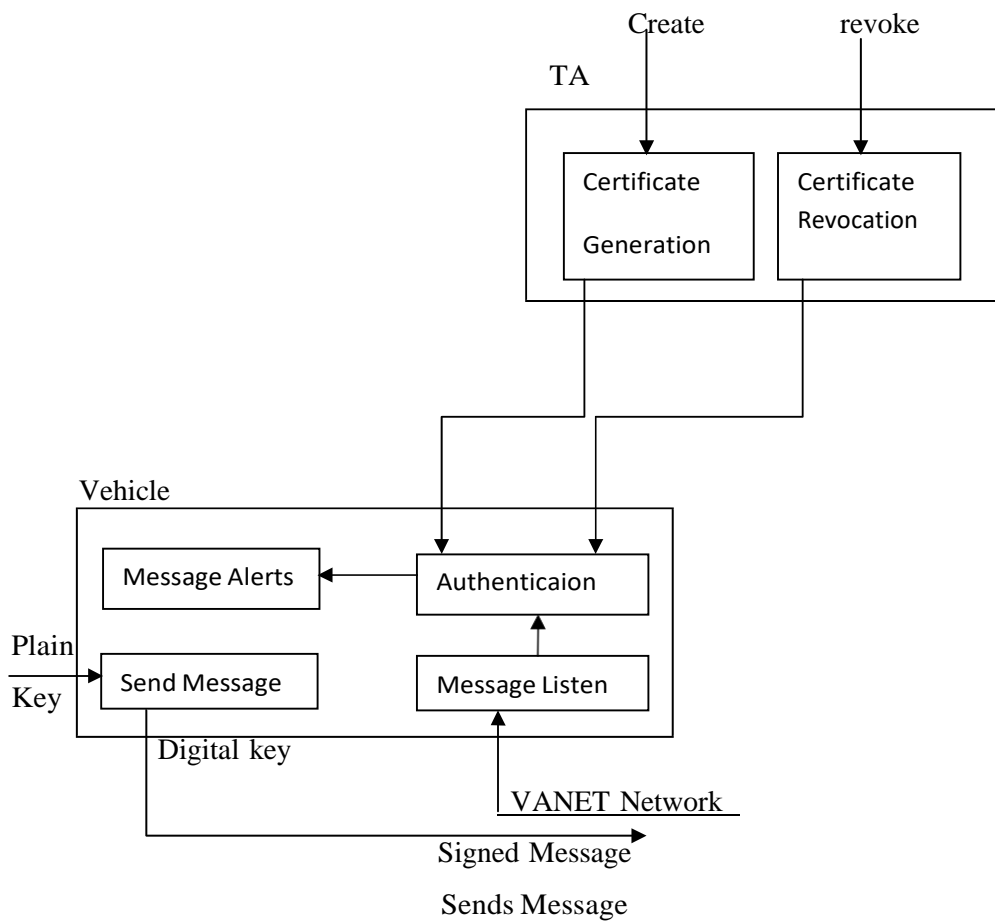 Create
revoke
TA
Certificate
Generation
Certificate
Revocation
Vehicle
Message Alerts
Authenticaion
Plain
Key
Send Message
Message Listen
Digital key
VANET Network
Signed Message
Sends Message